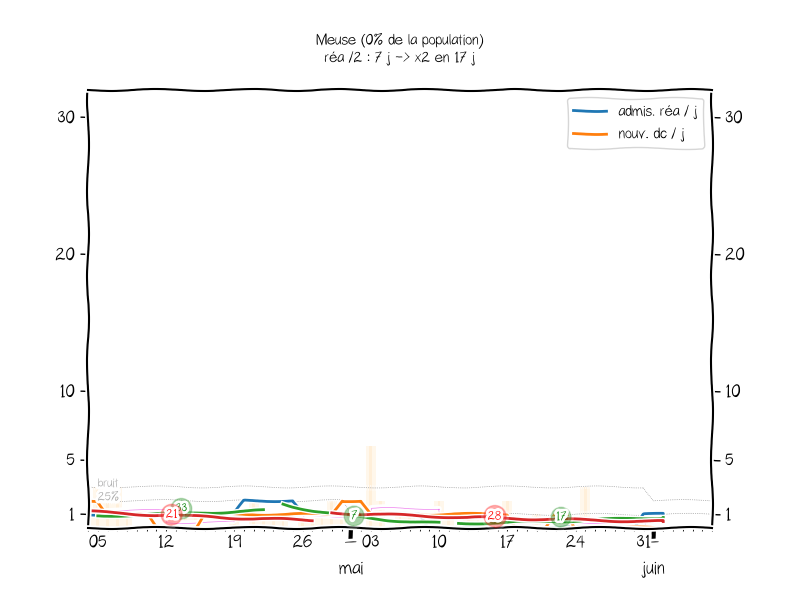 Meuse (0% de la population)
réa /2 : 7 j -> x2 en 17 j
admis. réa / j
nouv. dc / j
30
30
20
20
10
10
5
5
bruit
25%
1
1
21
33
7
28
17
05 12 19 26 03 10 17 24 31
mai
juin